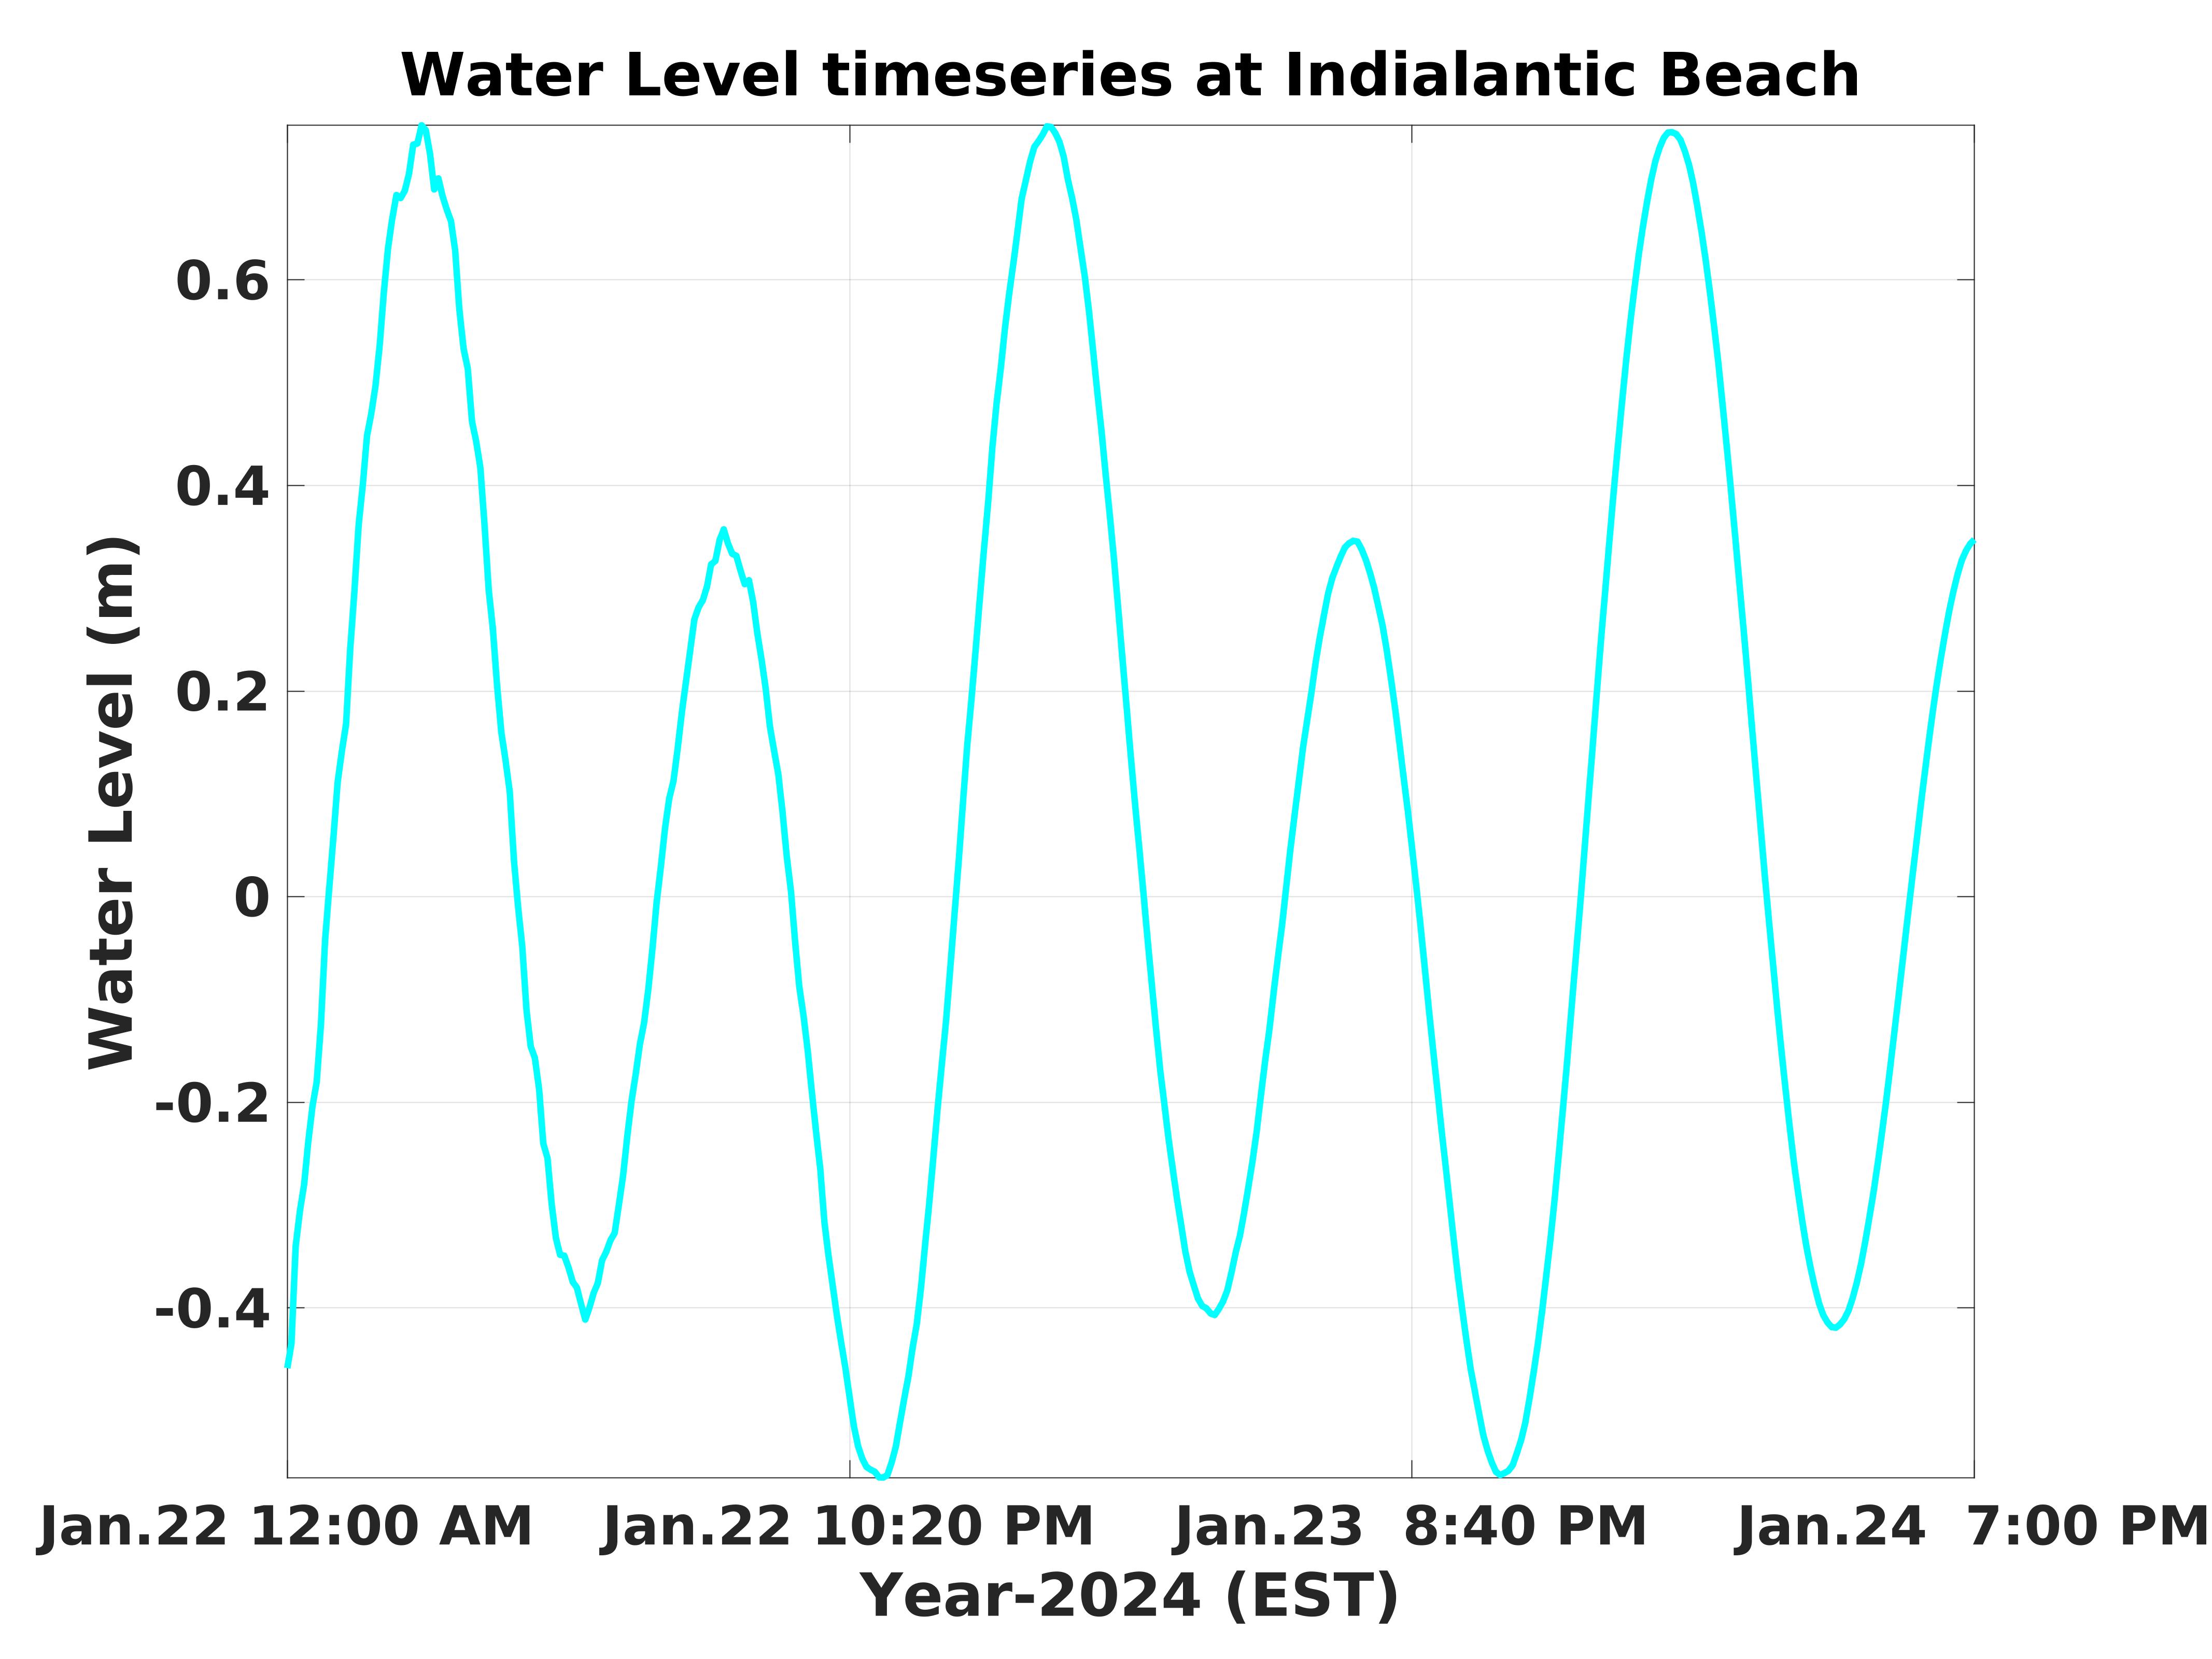 Water Level timeseries at Indialantic Beach
0.6
0.4
0.2
0
-0.2
-0.4
Water Level (m)
Jan.22 12:00 AM Jan.22 10:20 PM Jan.23 8:40 PM Jan.24 7:00 PM
Year-2024 (EST)